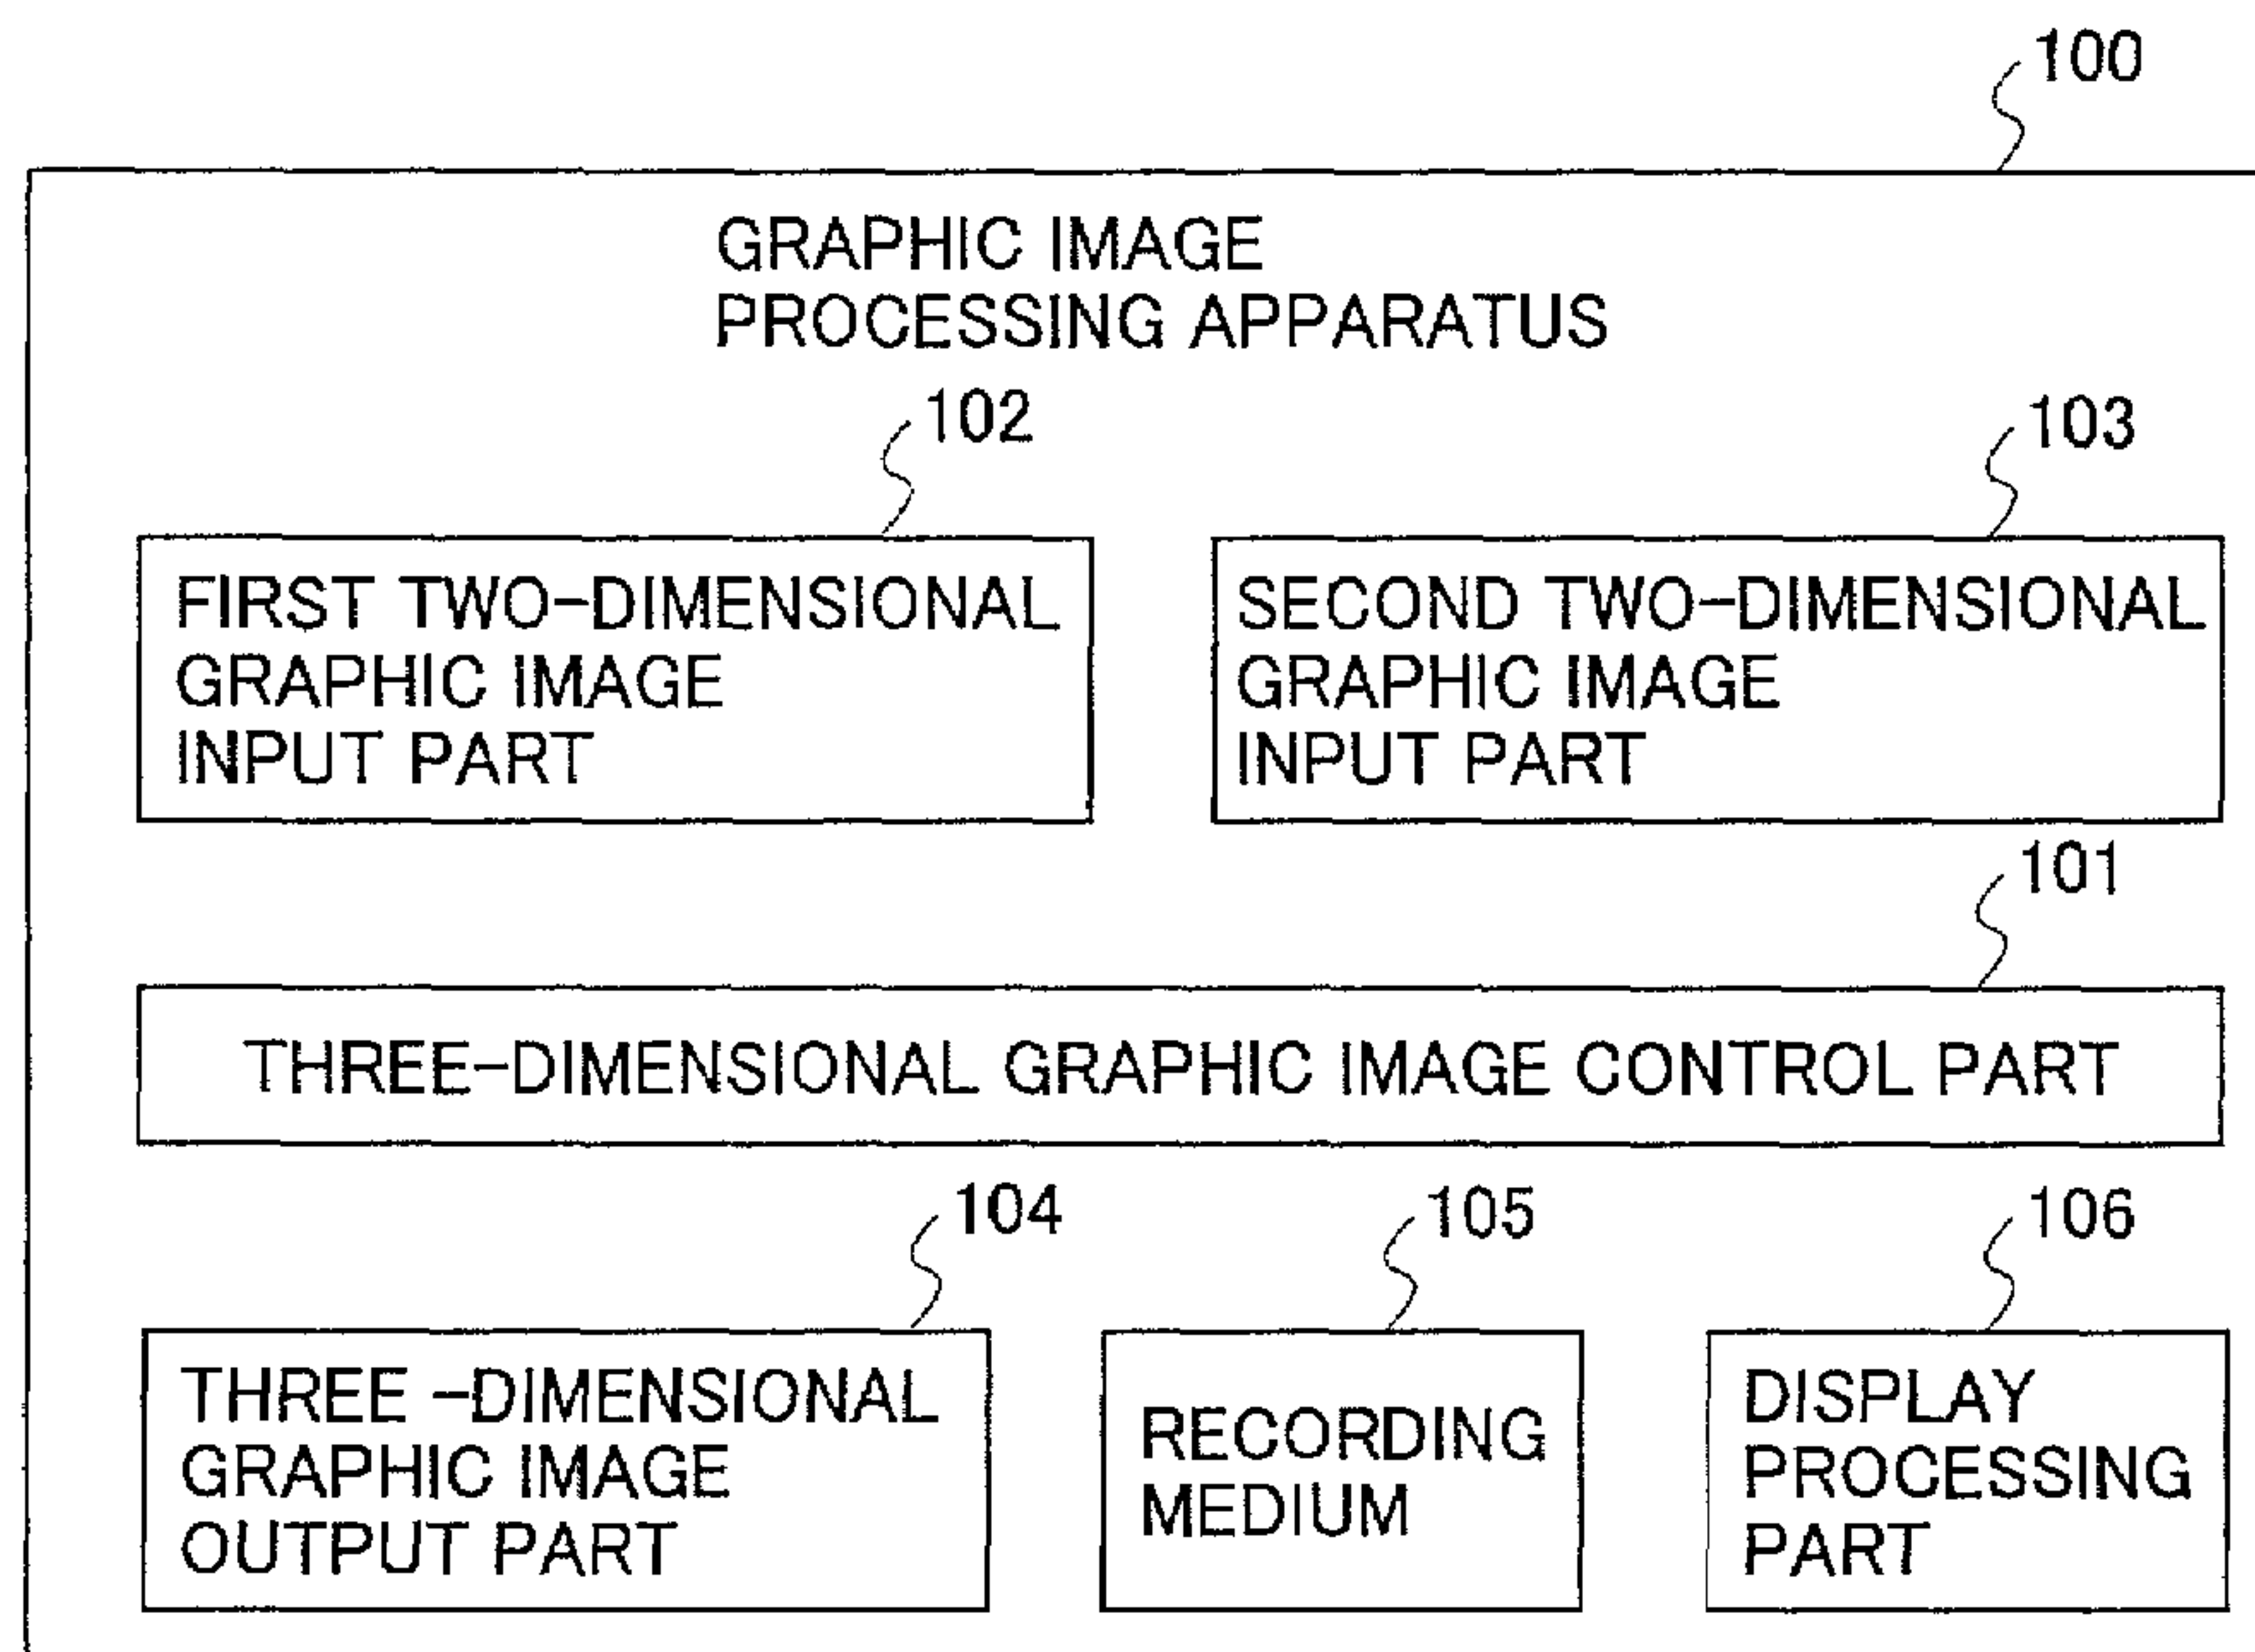 100
GRAPHIC IMAGE
PROCESSING APPARATUS
102
103
FIRST TWO-DIMENSIONAL
GRAPHIC IMAGE
INPUT PART
SECOND TWO-DIMENSIONAL
GRAPHIC IMAGE
INPUT PART
101
THREE-DIMENSIONAL GRAPHIC IMAGE CONTROL PART
104
105
106
THREE -DIMENSIONAL
GRAPHIC IMAGE
OUTPUT PART
RECORDING
MEDIUM
DISPLAY
PROCESSING
PART